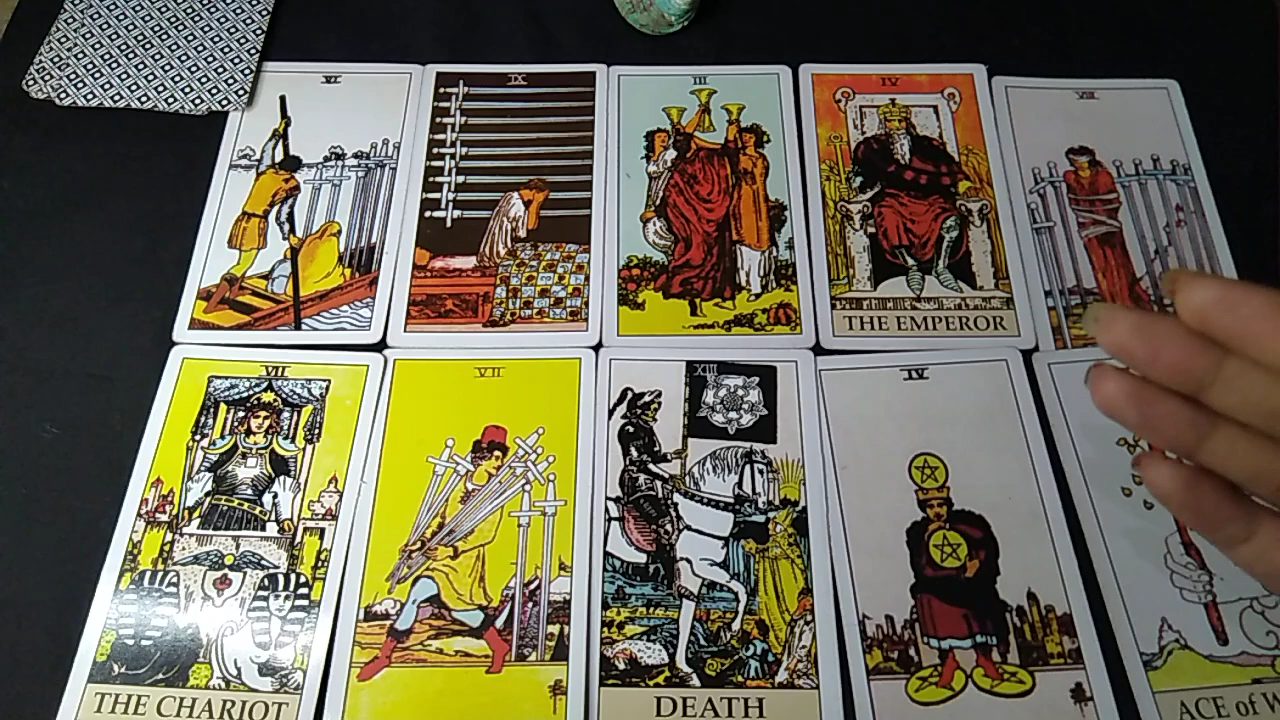 VI
IX
III
IV
VIII
THE EMPEROR
VII
VII
XIII
IV
THE CHARIOT
DEATH
ACE of W